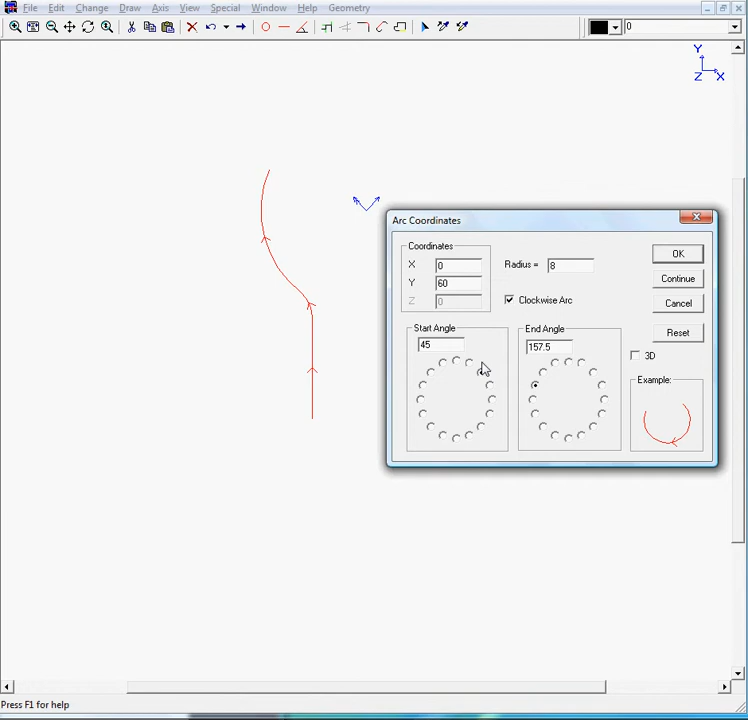 File Edit Change Draw Axis View Special Window Help Geometry
0
Y
Z X
Arc Coordinates
Coordinates
X 0
Y 60
Z 0
Radius = 8
Clockwise Arc
OK
Continue
Cancel
Reset
Start Angle
45
End Angle
157.5
3D
Example:
Press F1 for help